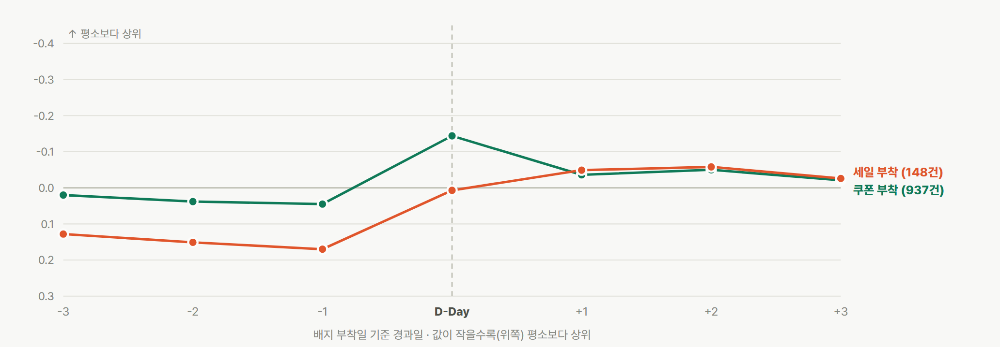 ↑ 평소보다 상위
-0.4
-0.3
-0.2
-0.1
0.0
0.1
0.2
0.3
세일 부착 (148건)
쿠폰 부착 (937건)
-3 -2 -1 D-Day +1 +2 +3
배지 부착일 기준 경과일 · 값이 작을수록(위쪽) 평소보다 상위